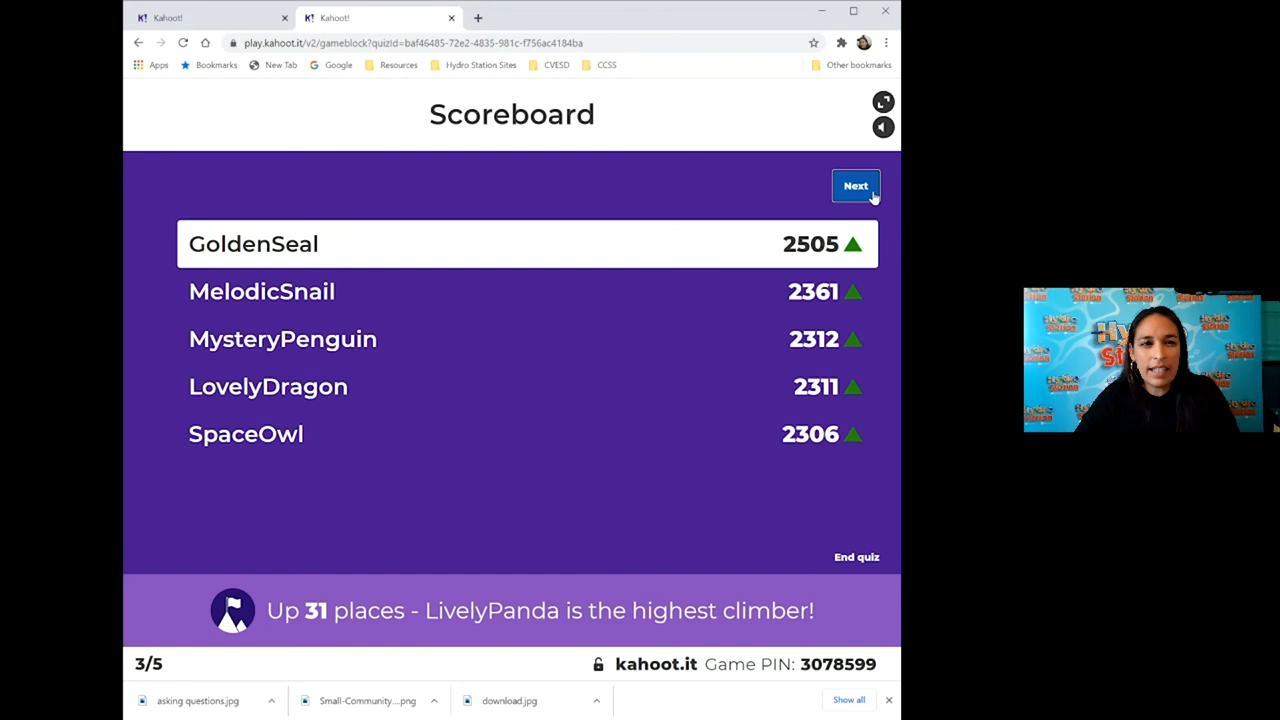 Kahoot!
Kahoot!
play.kahoot.it/v2/gameblock?quizId=baf46485-72e2-4835-981c-f756ac4184ba
Apps Bookmarks New Tab Google Resources Hydro Station Sites CVESD CCSS Other bookmarks
Scoreboard
Next
GoldenSeal 2505
MelodicSnail 2361
MysteryPenguin 2312
LovelyDragon 2311
SpaceOwl 2306
End quiz
Up 31 places - LivelyPanda is the highest climber!
3/5 kahoot.it Game PIN: 3078599
asking questions.jpg Small-Community....png download.jpg Show all
Hydro Station